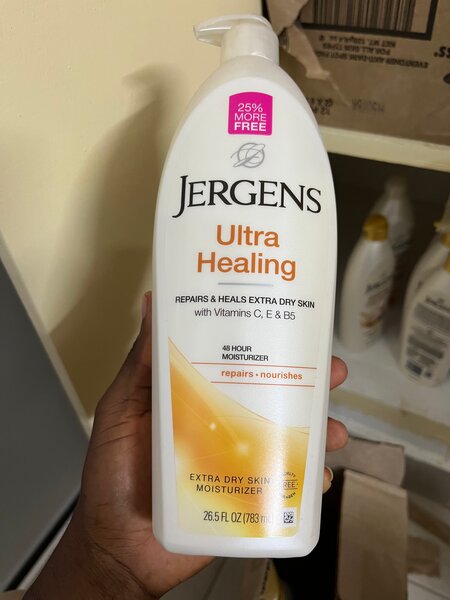 25%
MORE
FREE
JERGENS
Ultra
Healing
REPAIRS & HEALS EXTRA DRY SKIN
with Vitamins C, E & B5
48 HOUR
MOISTURIZER
repairs • nourishes
EXTRA DRY SKIN
MOISTURIZER
FREE
26.5 FL OZ (783 m